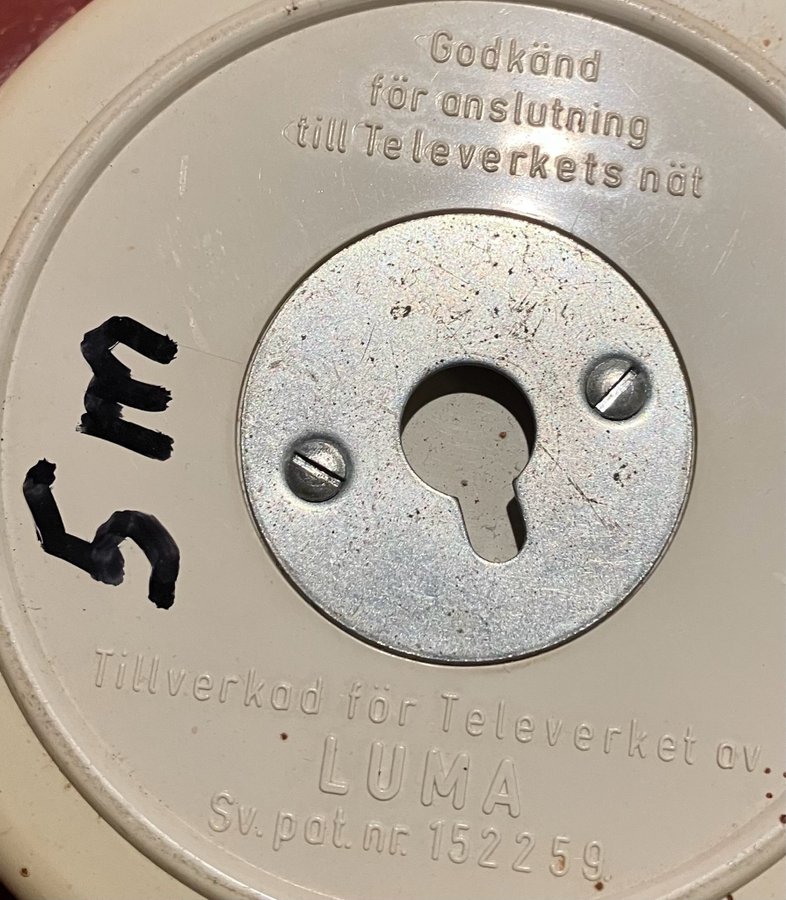 Godkänd
för anslutning
till Televerkets nät
5m
Tillverkad för Televerket av
LUMA
Sv. pat. nr. 152259